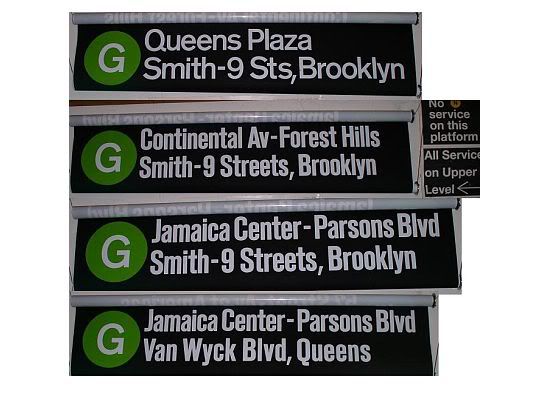 G
Queens Plaza
Smith-9 Sts, Brooklyn
G
Continental Av-Forest Hills
Smith-9 Streets, Brooklyn
No
service
on this
platform
All Service
on Upper
Level ←
G
Jamaica Center-Parsons Blvd
Smith-9 Streets, Brooklyn
G
Jamaica Center-Parsons Blvd
Van Wyck Blvd, Queens